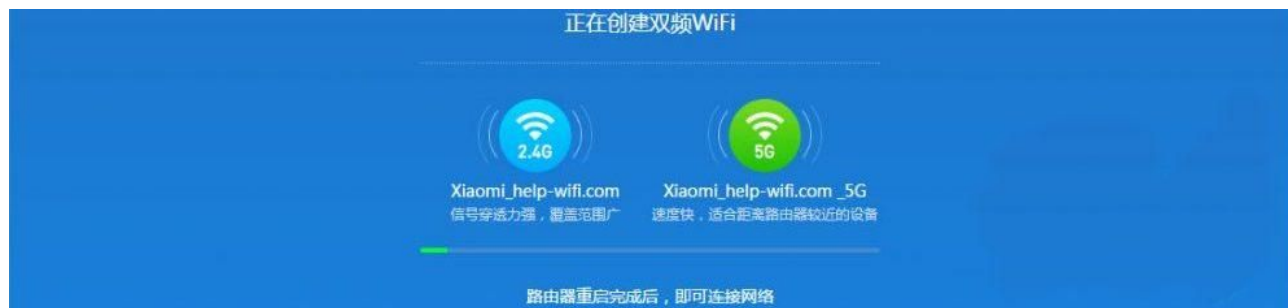 正在创建双频WiFi
2.4G
5G
Xiaomi_help-wifi.com
Xiaomi_help-wifi.com _5G
信号穿透力强，覆盖范围广
速度快，适合距离路由器较近的设备
路由器重启完成后，即可连接网络